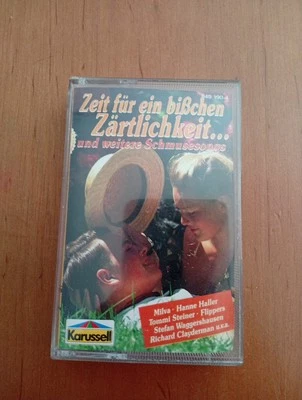 Zeit für ein bißchen
Zärtlichkeit...
und weitere Schmusesongs
Milva · Hanne Haller
Tommi Steiner · Flippers
Stefan Waggershausen
Richard Clayderman u.v.a.
Karussell